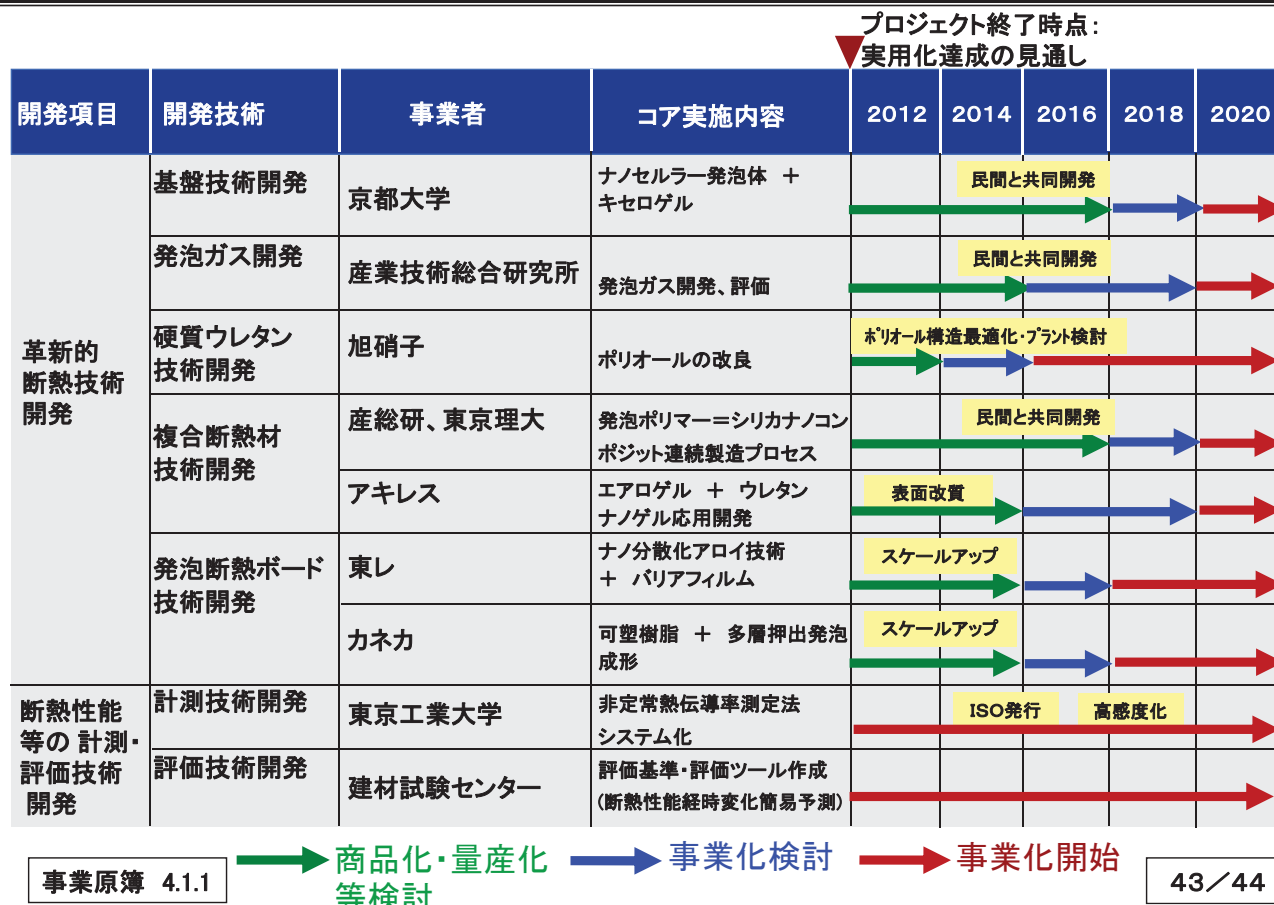 プロジェクト終了時点：
実用化達成の見通し
開発項目
開発技術
事業者
コア実施内容
2012
2014
2016
2018
2020
革新的
断熱技術
開発
基盤技術開発
京都大学
ナノセルラー発泡体　＋
キセロゲル
民間と共同開発
発泡ガス開発
産業技術総合研究所
発泡ガス開発、評価
民間と共同開発
硬質ウレタン
技術開発
旭硝子
ポリオールの改良
ﾎﾟﾘｵｰﾙ構造最適化・プラント検討
複合断熱材
技術開発
産総研、東京理大
発泡ポリマー＝シリカナノコン
ポジット連続製造プロセス
民間と共同開発
アキレス
エアロゲル　＋　ウレタン
ナノゲル応用開発
表面改質
発泡断熱ボード
技術開発
東レ
ナノ分散化アロイ技術
＋　バリアフィルム
スケールアップ
カネカ
可塑樹脂　＋　多層押出発泡
成形
スケールアップ
断熱性能
等の 計測・
評価技術
開発
計測技術開発
東京工業大学
非定常熱伝導率測定法
システム化
ISO発行
高感度化
評価技術開発
建材試験センター
評価基準・評価ツール作成
(断熱性能経時変化簡易予測)
商品化・量産化
等検討
事業化検討
事業化開始
事業原簿　4.1.1
43／44